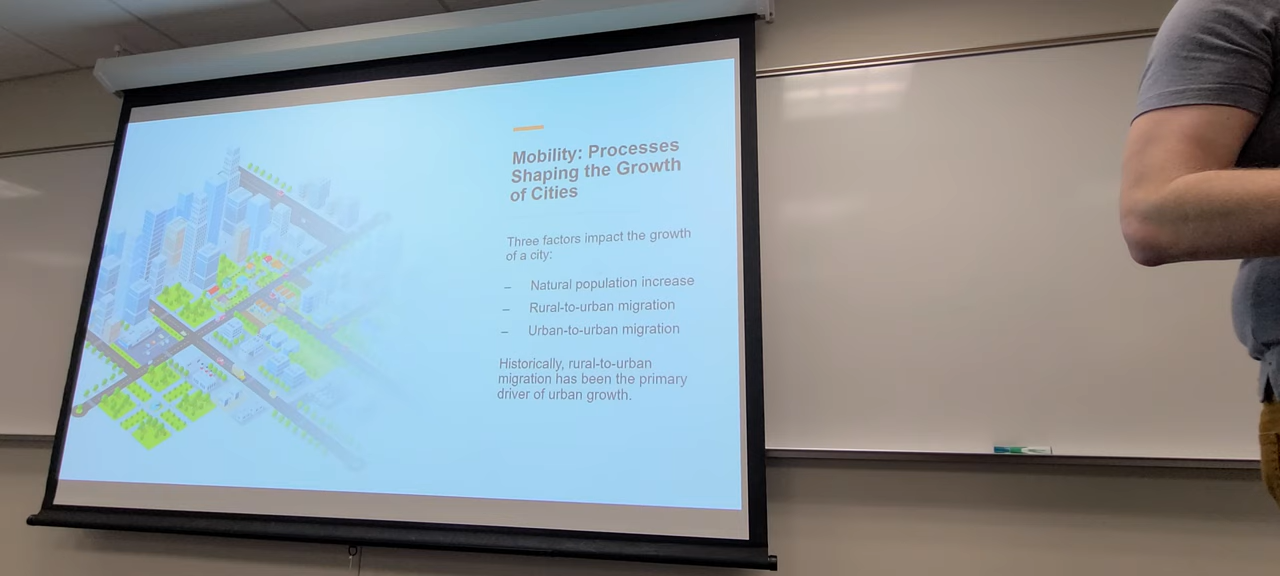 Mobility: Processes
Shaping the Growth
of Cities
Three factors impact the growth
of a city:
– Natural population increase
– Rural-to-urban migration
– Urban-to-urban migration
Historically, rural-to-urban
migration has been the primary
driver of urban growth.